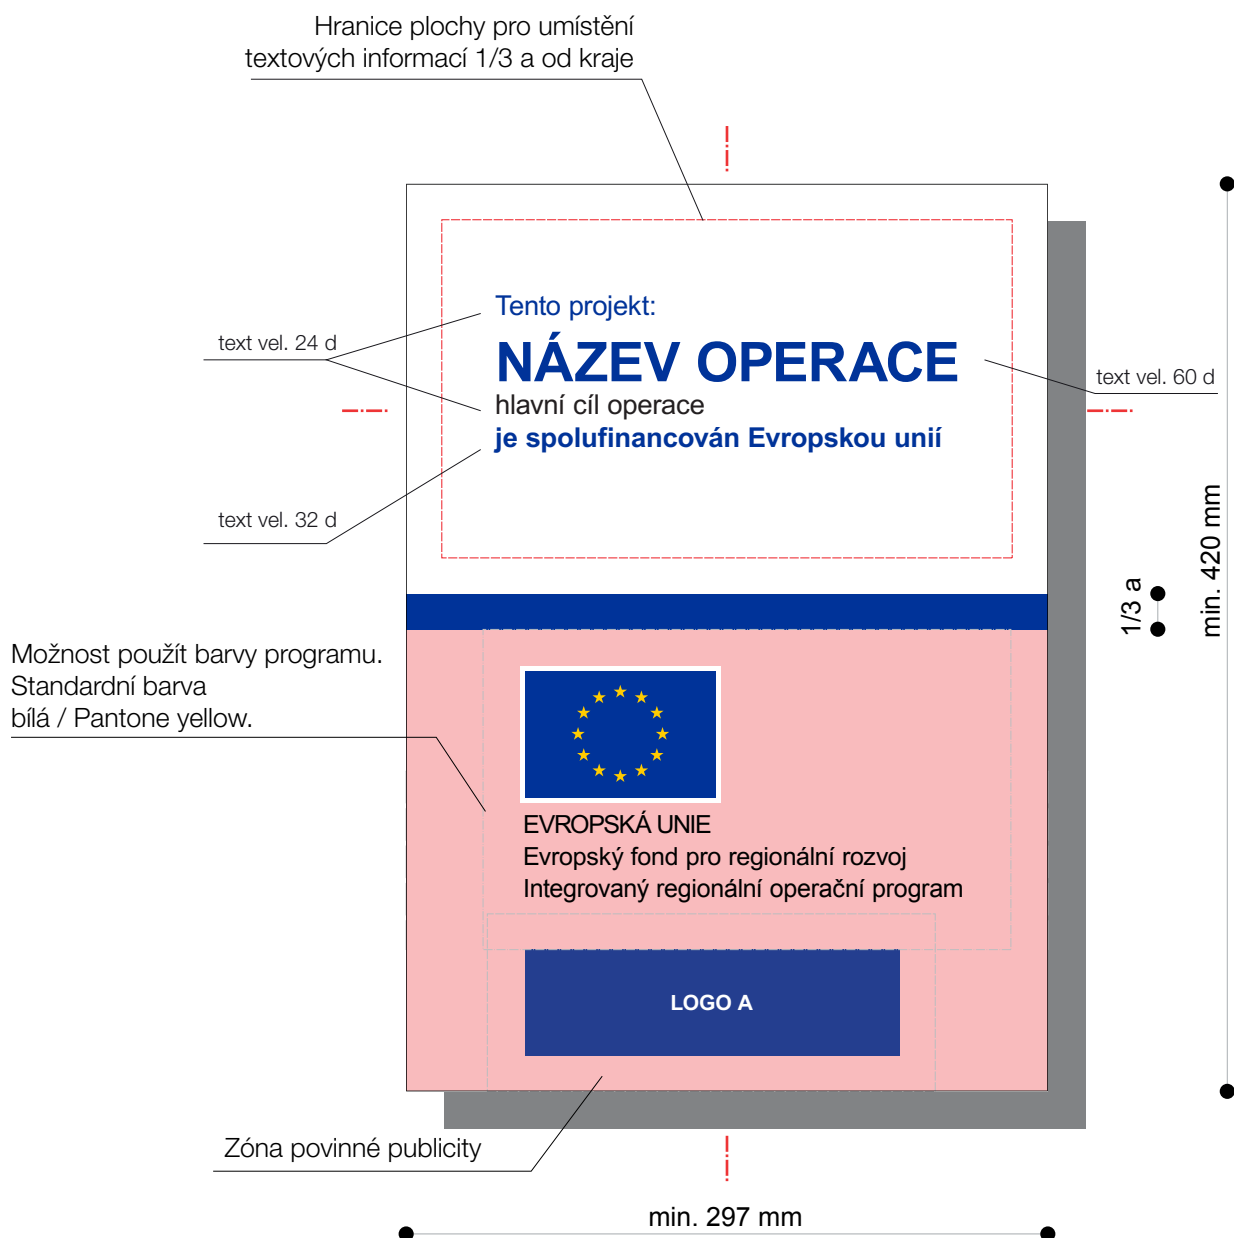 Hranice plochy pro umístění
textových informací 1/3 a od kraje
Tento projekt:
text vel. 24 d
NÁZEV OPERACE
text vel. 60 d
hlavní cíl operace
je spolufinancován Evropskou unií
text vel. 32 d
min. 420 mm
1/3 a
Možnost použít barvy programu.
Standardní barva
bílá / Pantone yellow.
EVROPSKÁ UNIE
Evropský fond pro regionální rozvoj
Integrovaný regionální operační program
LOGO A
Zóna povinné publicity
min. 297 mm